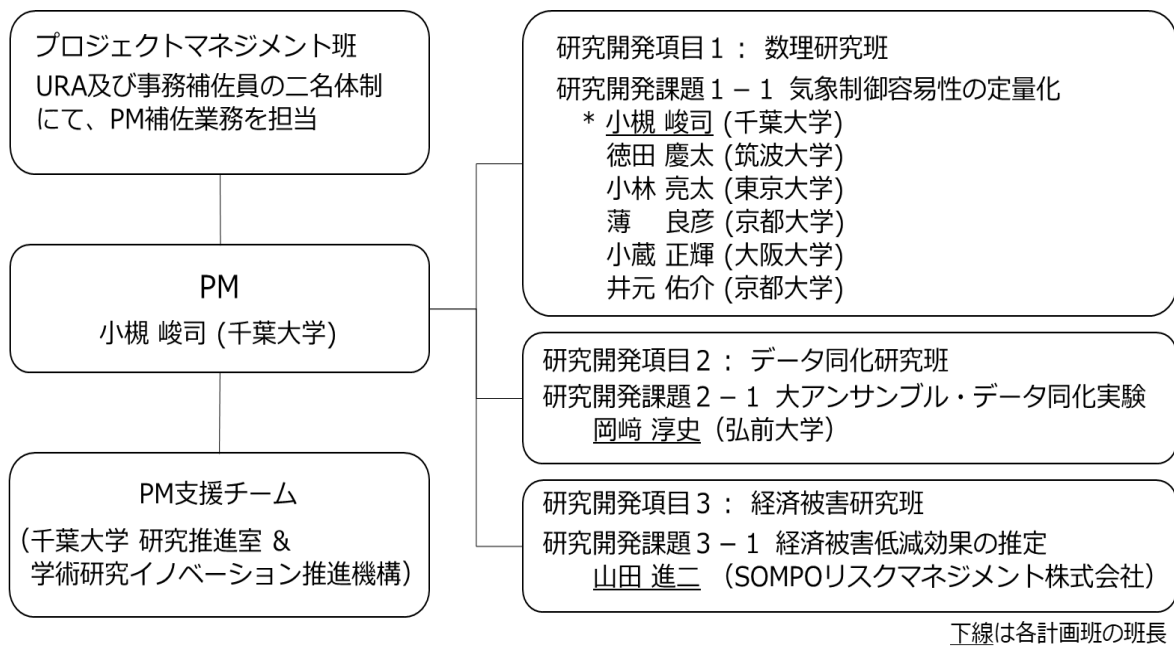 プロジェクトマネジメント班
URA及び事務補佐員の二名体制
にて、PM補佐業務を担当
PM
小槻 峻司 (千葉大学)
PM支援チーム
(千葉大学 研究推進室 &
学術研究イノベーション推進機構)
研究開発項目1： 数理研究班
研究開発課題1－1 気象制御容易性の定量化
* 小槻 峻司 (千葉大学)
徳田 慶太 (筑波大学)
小林 亮太 (東京大学)
薄　良彦 (京都大学)
小蔵 正輝 (大阪大学)
井元 佑介 (京都大学)
研究開発項目2： データ同化研究班
研究開発課題2－1 大アンサンブル・データ同化実験
岡﨑 淳史（弘前大学）
研究開発項目3： 経済被害研究班
研究開発課題3－1 経済被害低減効果の推定
山田 進二 （SOMPOリスクマネジメント株式会社）
下線は各計画班の班長